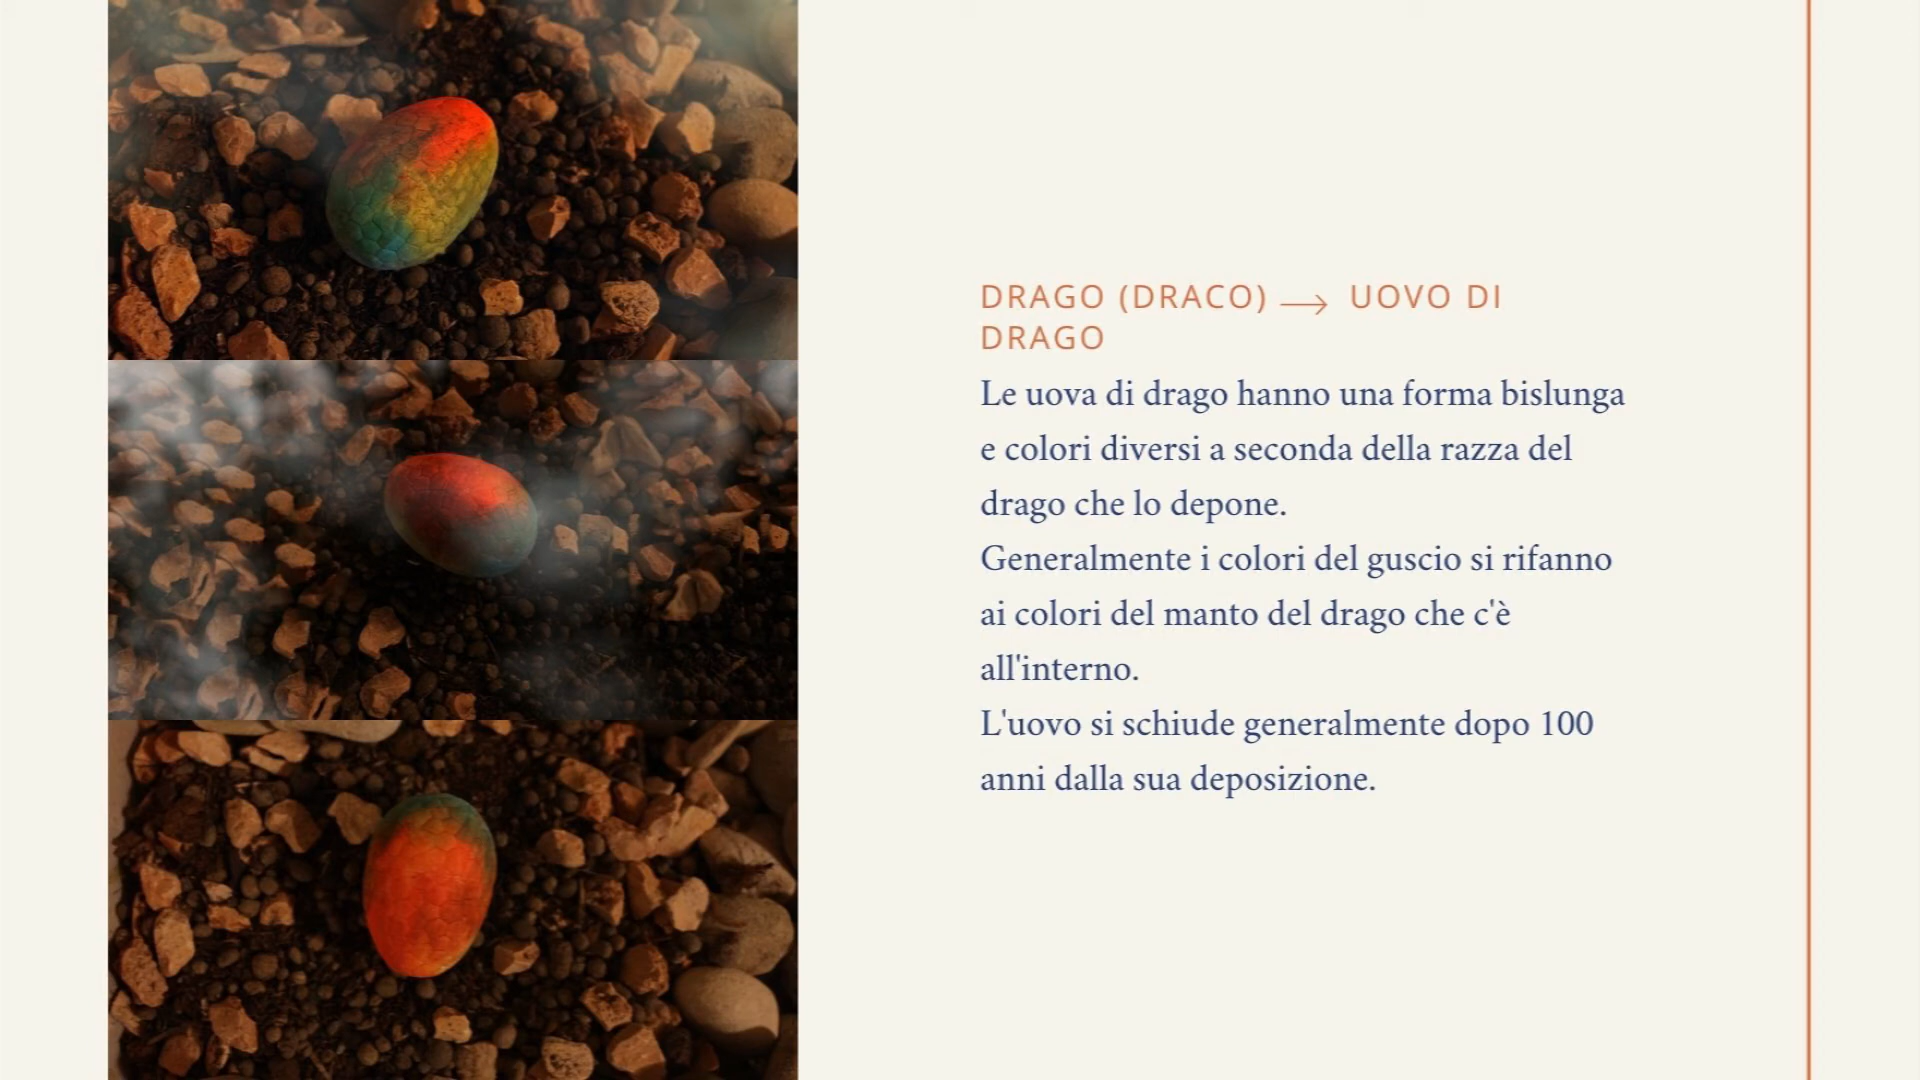 DRAGO (DRACO) → UOVO DI
DRAGO
Le uova di drago hanno una forma bislunga
e colori diversi a seconda della razza del
drago che lo depone.
Generalmente i colori del guscio si rifanno
ai colori del manto del drago che c'è
all'interno.
L'uovo si schiude generalmente dopo 100
anni dalla sua deposizione.